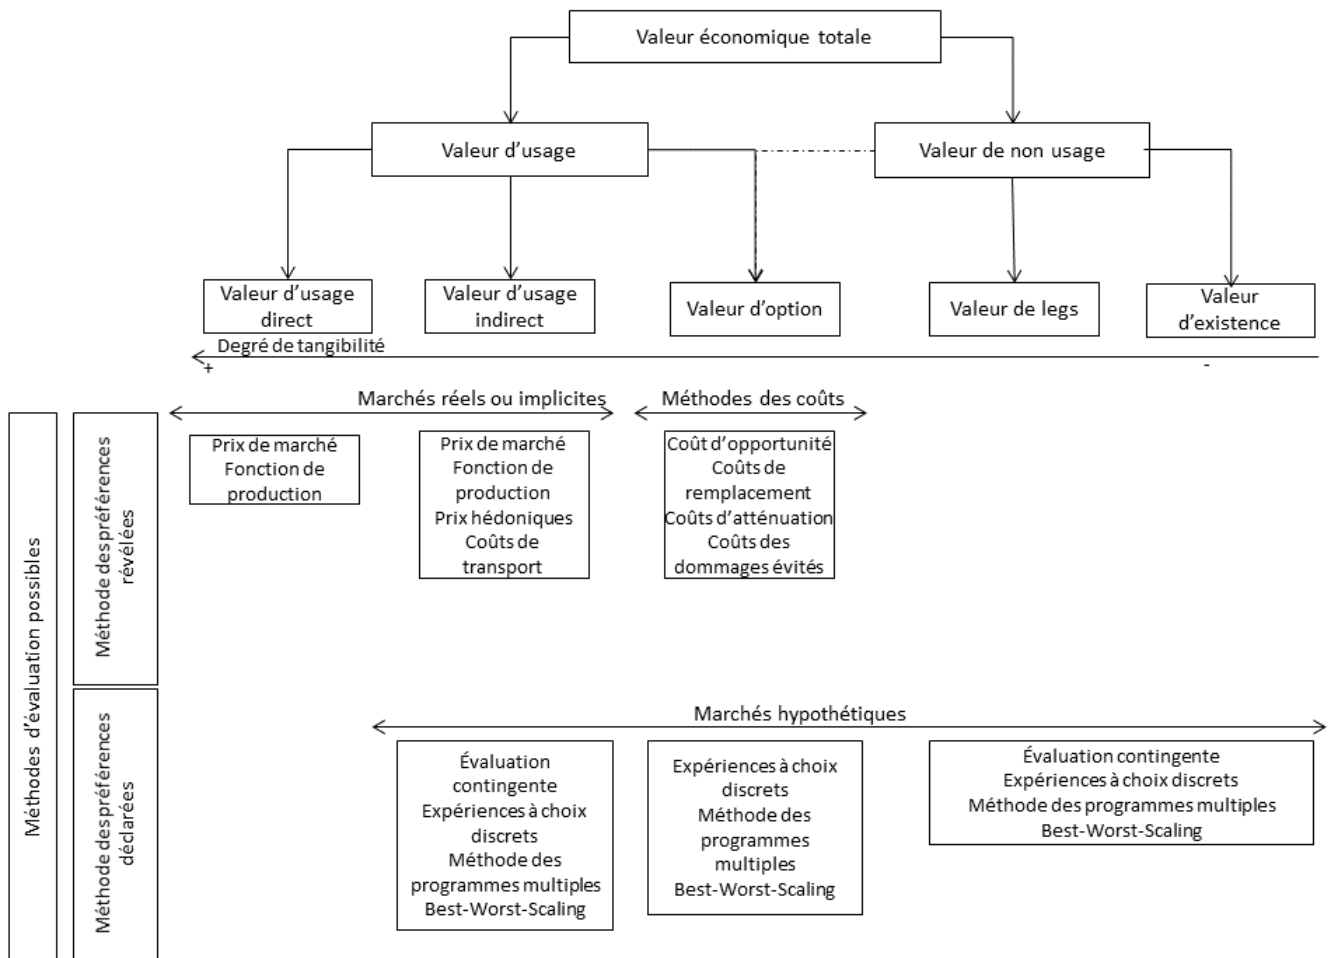 Valeur économique totale
Valeur d'usage
Valeur de non usage
Valeur d'usage
direct
Valeur d'usage
indirect
Valeur d'option
Valeur de legs
Valeur
d'existence
Degré de tangibilité
+
-
Marchés réels ou implicites
Méthodes des coûts
Méthodes d'évaluation possibles
Méthode des préférences
révélées
Prix de marché
Fonction de
production
Prix de marché
Fonction de
production
Prix hédoniques
Coûts de
transport
Coût d'opportunité
Coûts de
remplacement
Coûts d'atténuation
Coûts des
dommages évités
Méthode des préférences
déclarées
Marchés hypothétiques
Évaluation
contingente
Expériences à choix
discrets
Méthode des
programmes multiples
Best-Worst-Scaling
Expériences à choix
discrets
Méthode des
programmes
multiples
Best-Worst-Scaling
Évaluation contingente
Expériences à choix discrets
Méthode des programmes multiples
Best-Worst-Scaling